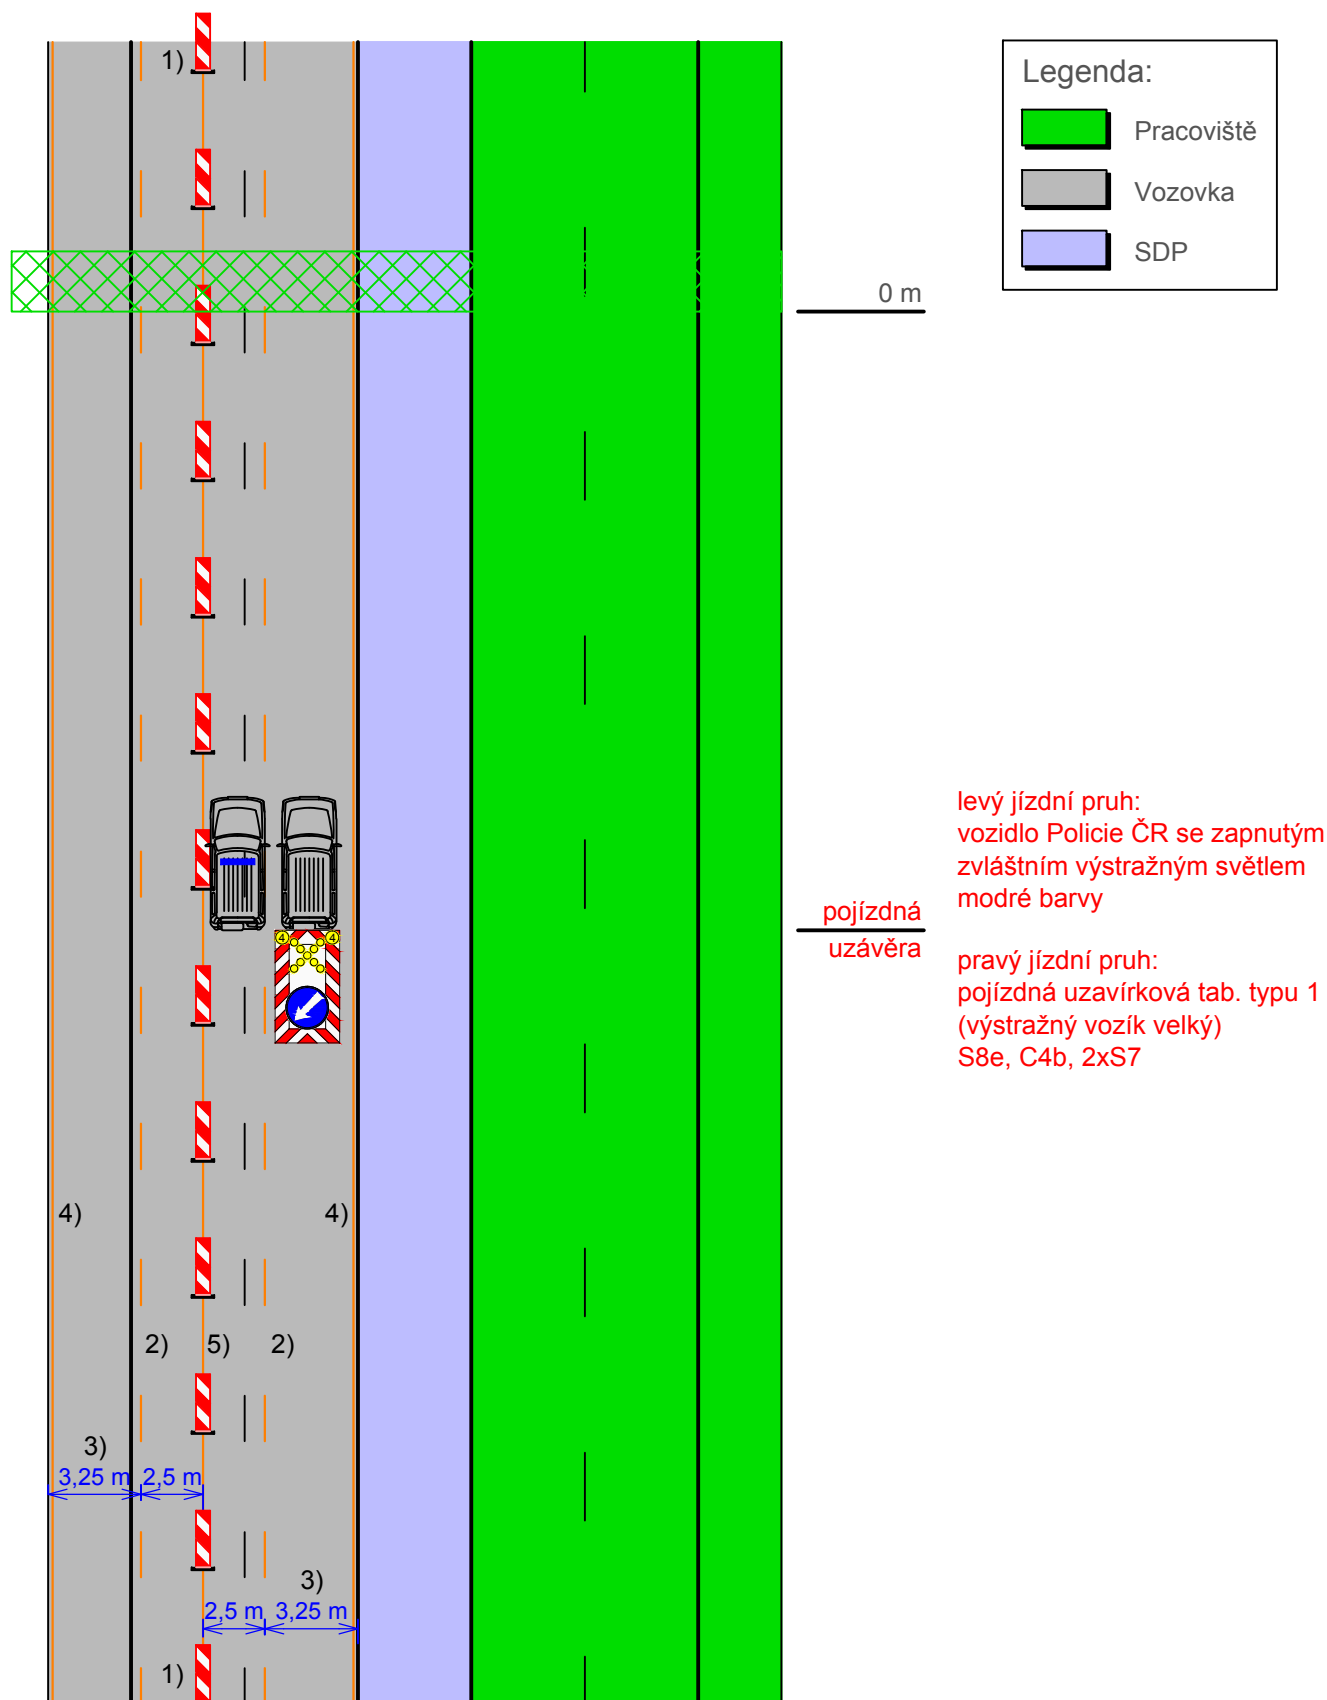 1)
Legenda:
Pracoviště
Vozovka
SDP
0 m
levý jízdní pruh:
vozidlo Policie ČR se zapnutým
zvláštním výstražným světlem
modré barvy
pojízdná
uzávěra
pravý jízdní pruh:
pojízdná uzavírková tab. typu 1
(výstražný vozík velký)
S8e, C4b, 2xS7
4 4
4) 4)
2) 5) 2)
3)
3,25 m 2,5 m
3)
2,5 m 3,25 m
1)